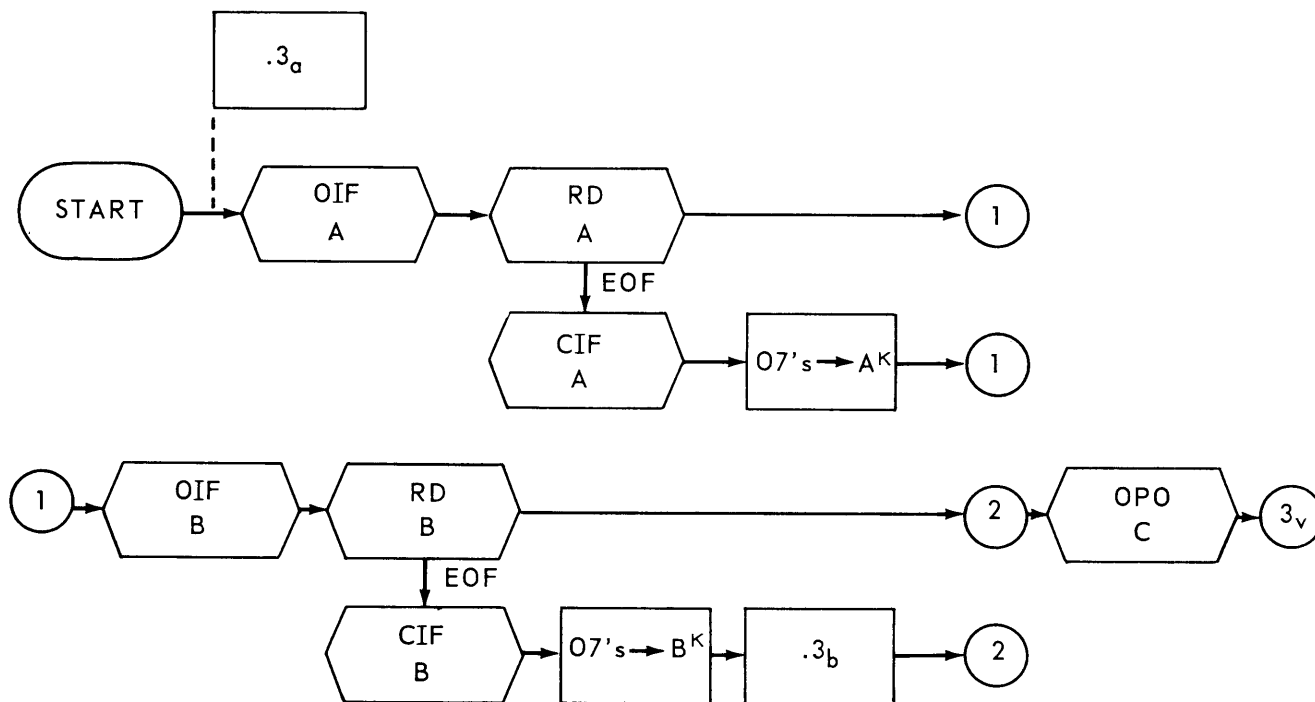 .3a
START
OIF
A
RD
A
1
EOF
CIF
A
07's → Aᴷ
1
1
OIF
B
RD
B
2
OPO
C
3v
EOF
CIF
B
07's → Bᴷ
.3b
2